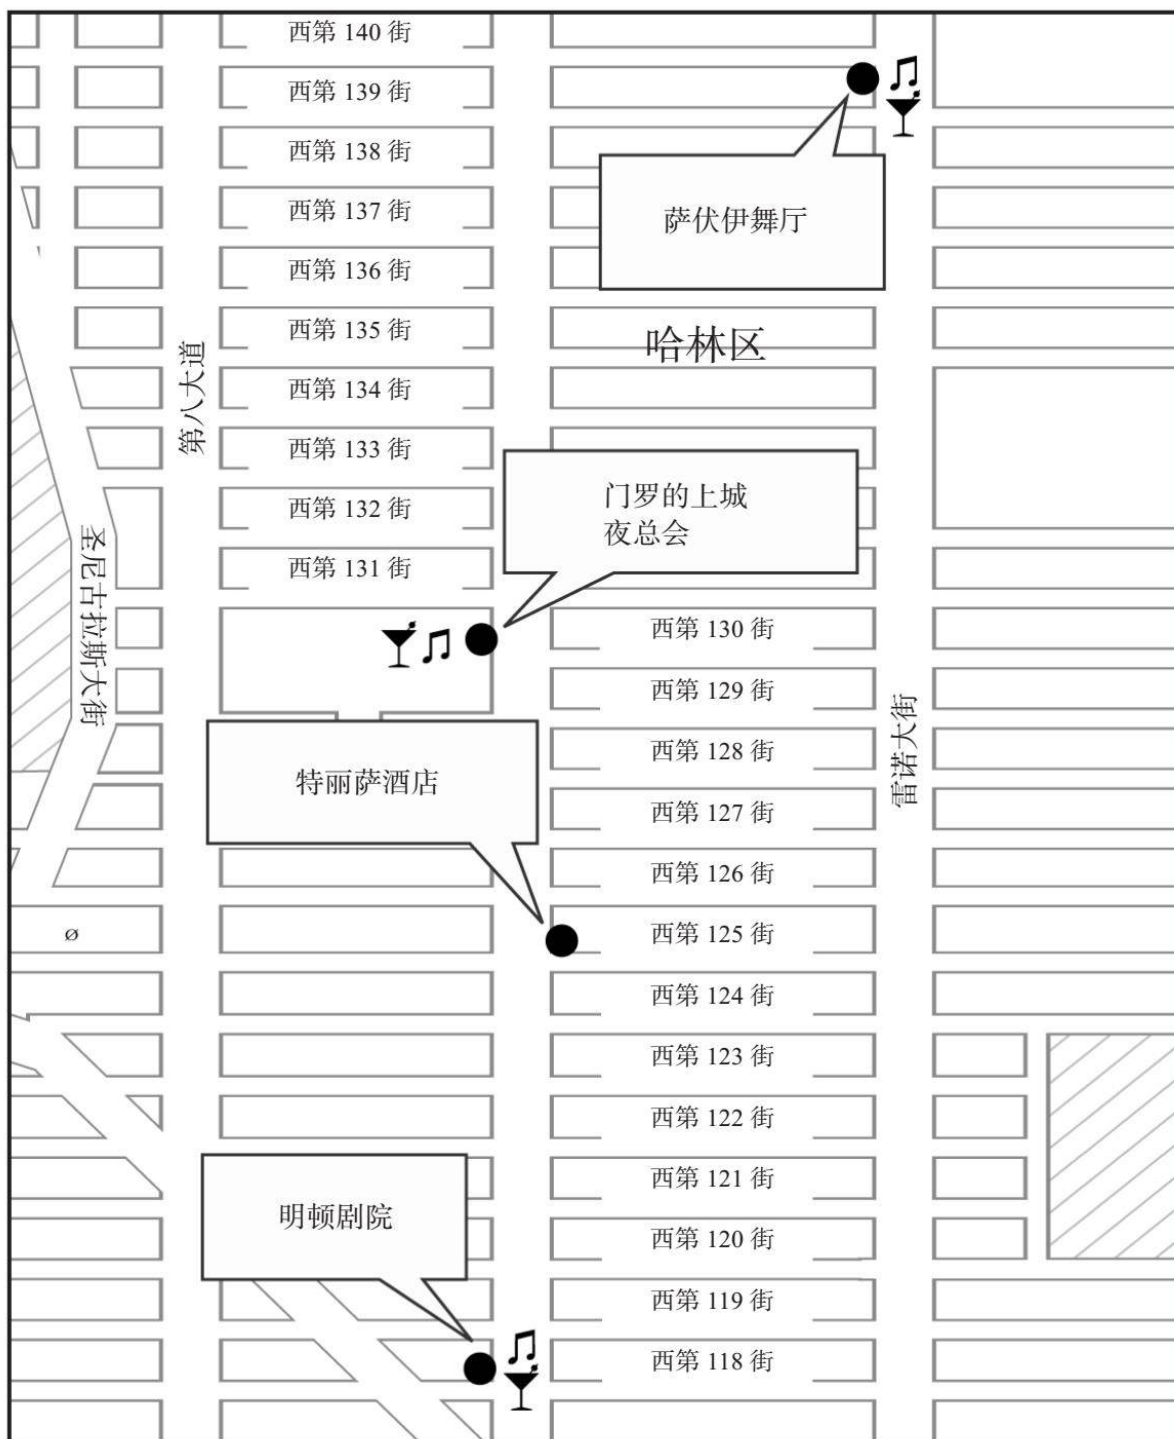 西第 140 街
西第 139 街
西第 138 街
萨伏伊舞厅
西第 137 街
西第 136 街
西第 135 街
哈林区
第八大道
西第 134 街
西第 133 街
门罗的上城
夜总会
西第 132 街
西第 131 街
圣尼古拉斯大街
西第 130 街
西第 129 街
雷诺大街
西第 128 街
特丽萨酒店
西第 127 街
西第 126 街
ø
西第 125 街
西第 124 街
西第 123 街
西第 122 街
西第 121 街
明顿剧院
西第 120 街
西第 119 街
西第 118 街